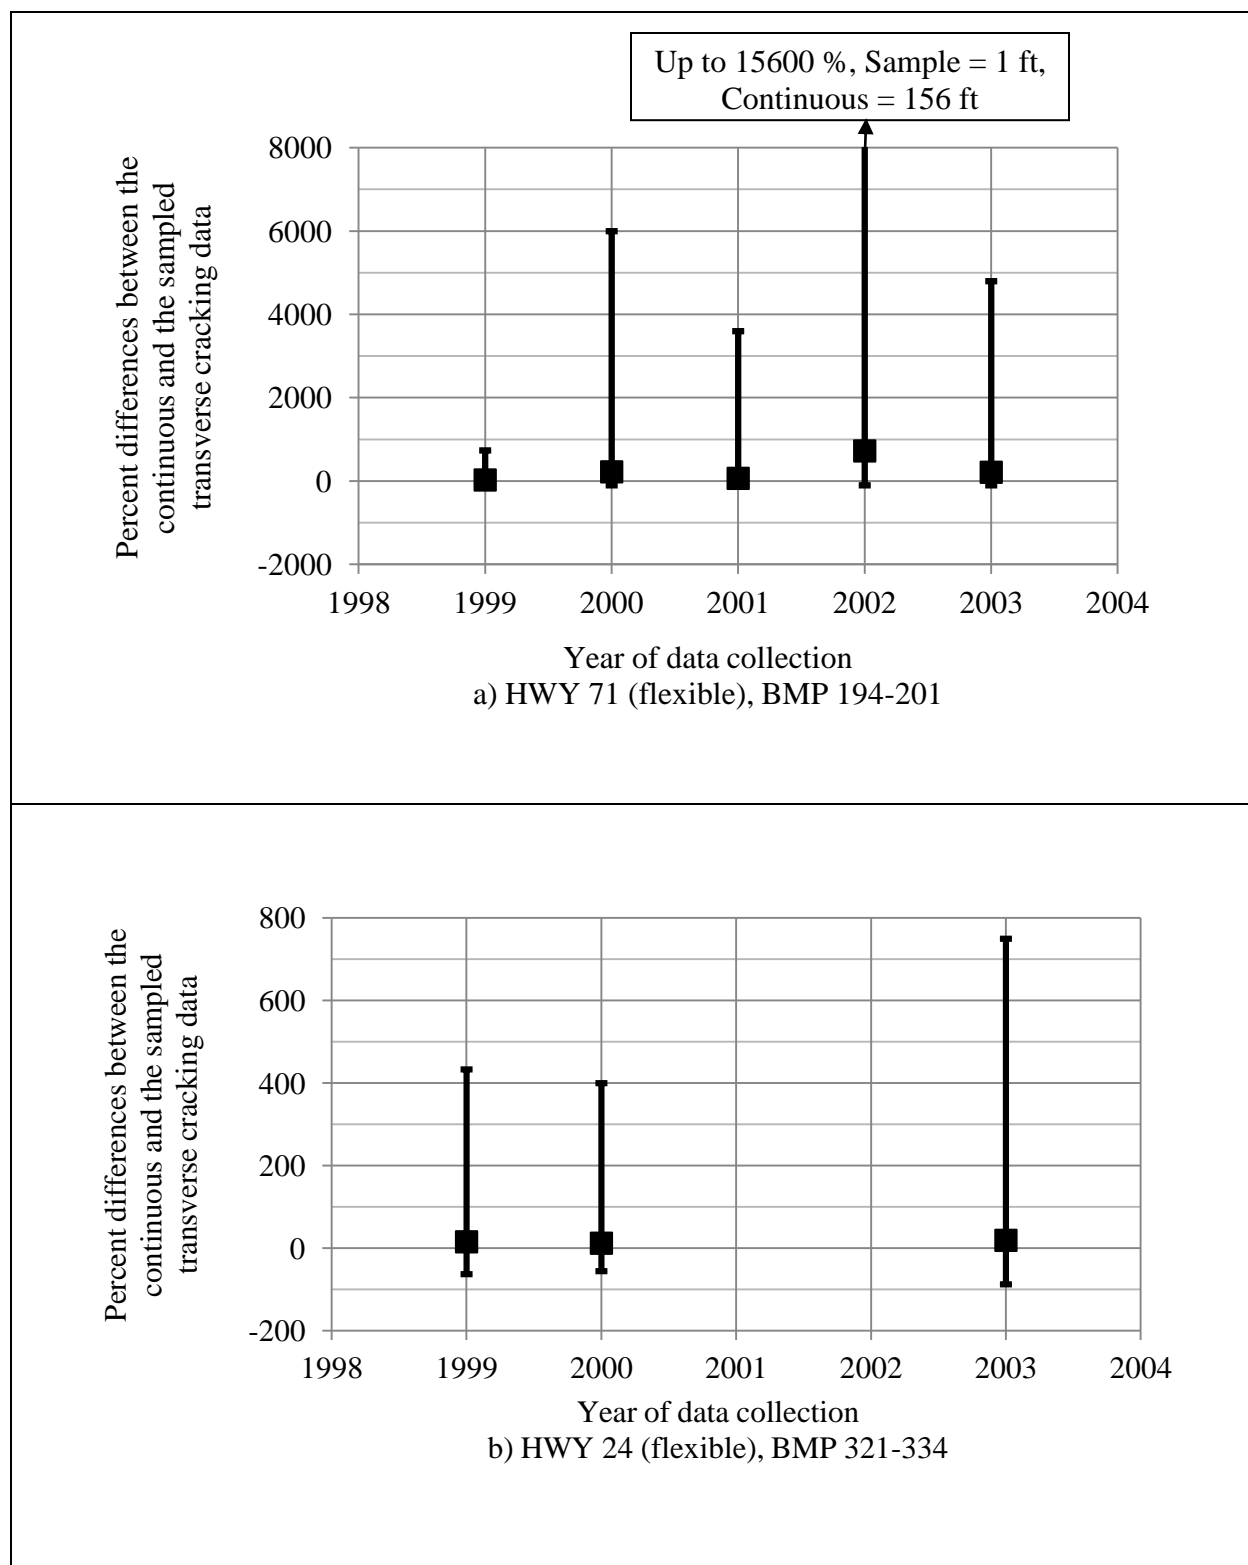 Up to 15600 %, Sample = 1 ft,
Continuous = 156 ft
Percent differences between the
continuous and the sampled
transverse cracking data
8000
6000
4000
2000
0
-2000
1998 1999 2000 2001 2002 2003 2004
Year of data collection
a) HWY 71 (flexible), BMP 194-201
Percent differences between the
continuous and the sampled
transverse cracking data
800
600
400
200
0
-200
1998 1999 2000 2001 2002 2003 2004
Year of data collection
b) HWY 24 (flexible), BMP 321-334